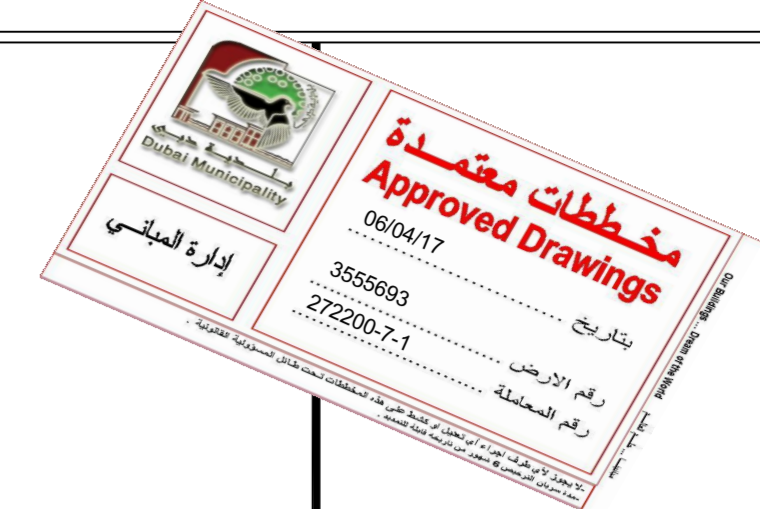 بلدية دبي
Dubai Municipality
إدارة المباني
مخططات معتمدة
Approved Drawings
06/04/17 بتاريخ
3555693 رقم الارض
272200-7-1 رقم المعاملة
-لا يجوز لأي طرف اجراء أي تعديل او كشط على هذه المخططات تحت طائل المسؤولية القانونية .
-مدة سريان الترخيص 6 شهور من تاريخه قابلة للتمديد .
Our Buildings ... Dream of the World